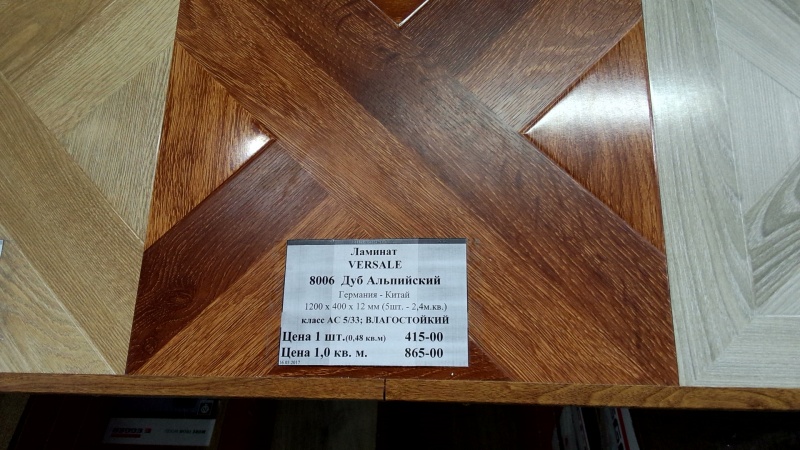 Ламинат
VERSALE
8006 Дуб Альпийский
Германия - Китай
1200 х 400 х 12 мм (5шт. - 2,4м.кв.)
класс АС 5/33; ВЛАГОСТОЙКИЙ
Цена 1 шт.(0,48 кв.м) 415-00
Цена 1,0 кв. м. 865-00